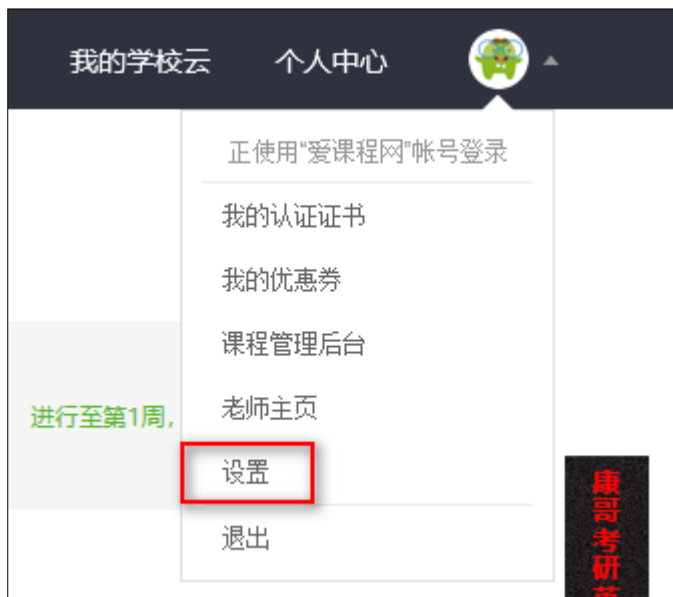 我的学校云 个人中心
正使用“爱课程网”帐号登录
我的认证证书
我的优惠券
课程管理后台
老师主页
进行至第1周,
设置
退出
康哥考研